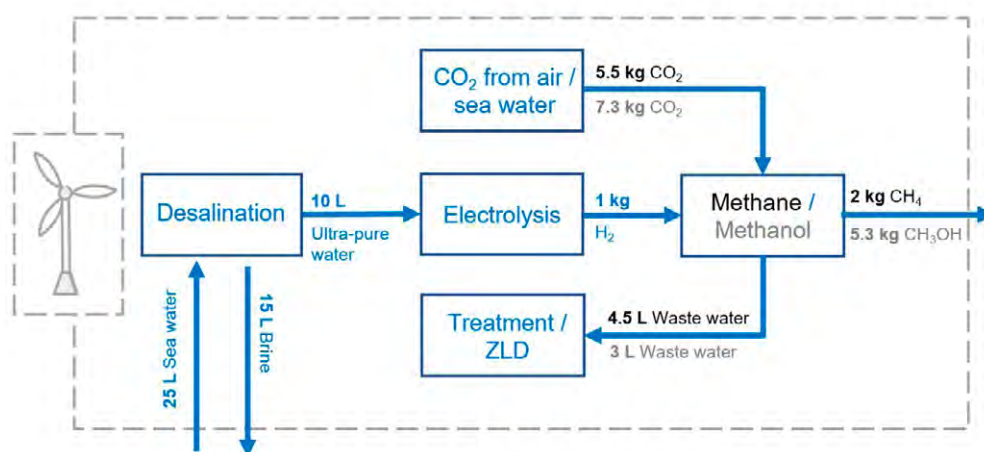 CO₂ from air /
sea water
5.5 kg CO₂
7.3 kg CO₂
Desalination
10 L
Ultra-pure
water
Electrolysis
1 kg
H₂
Methane /
Methanol
2 kg CH₄
5.3 kg CH₃OH
25 L Sea water
15 L Brine
Treatment /
ZLD
4.5 L Waste water
3 L Waste water